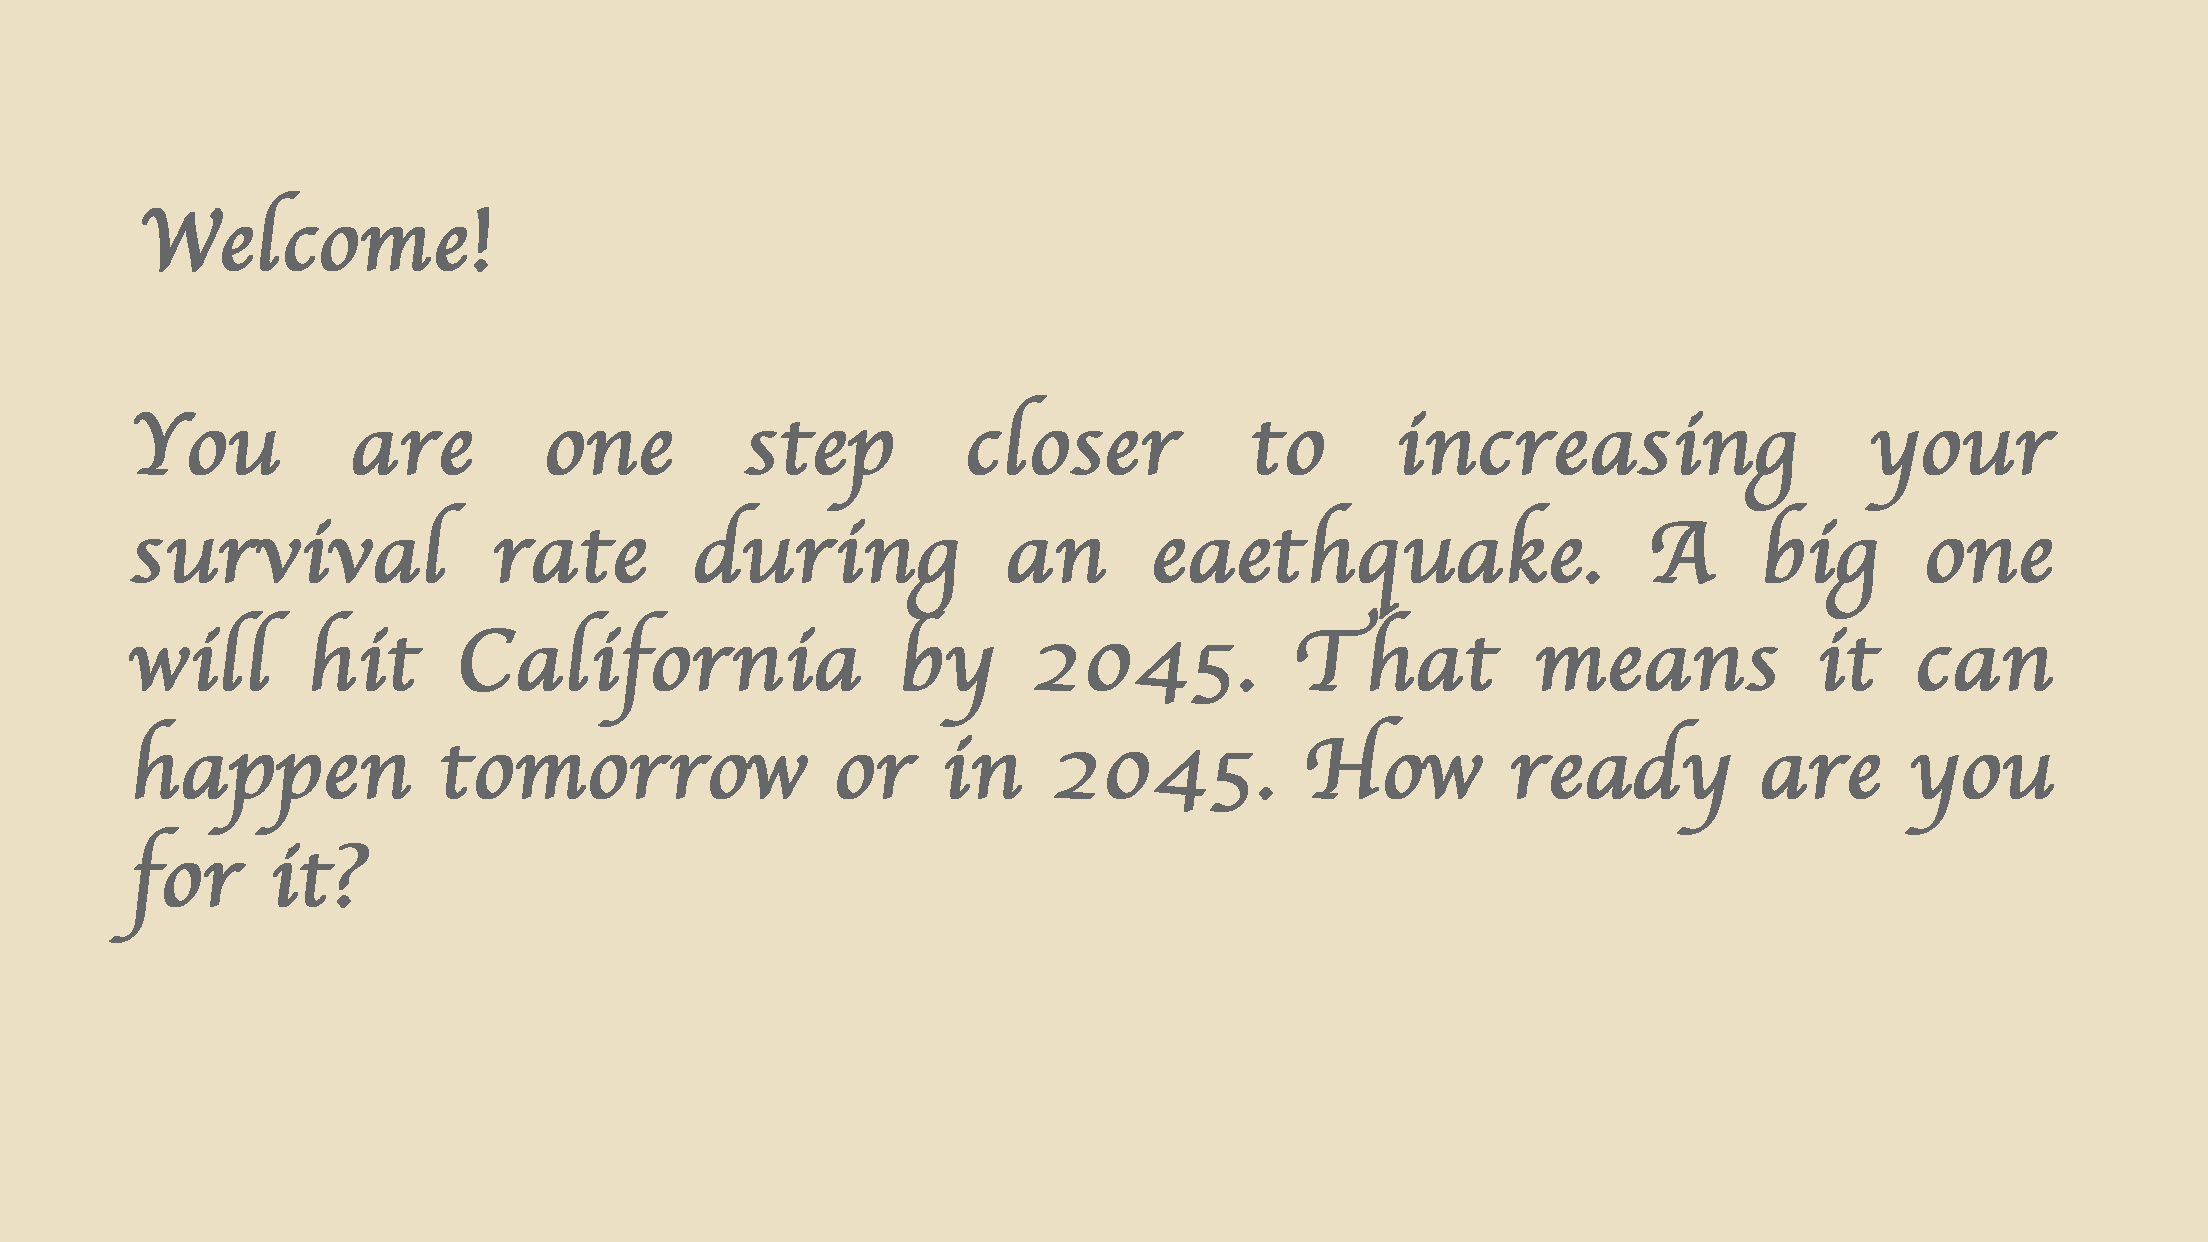 Welcome!
You are one step closer to increasing your
survival rate during an eaethquake. A big one
will hit California by 2045. That means it can
happen tomorrow or in 2045. How ready are you
for it?